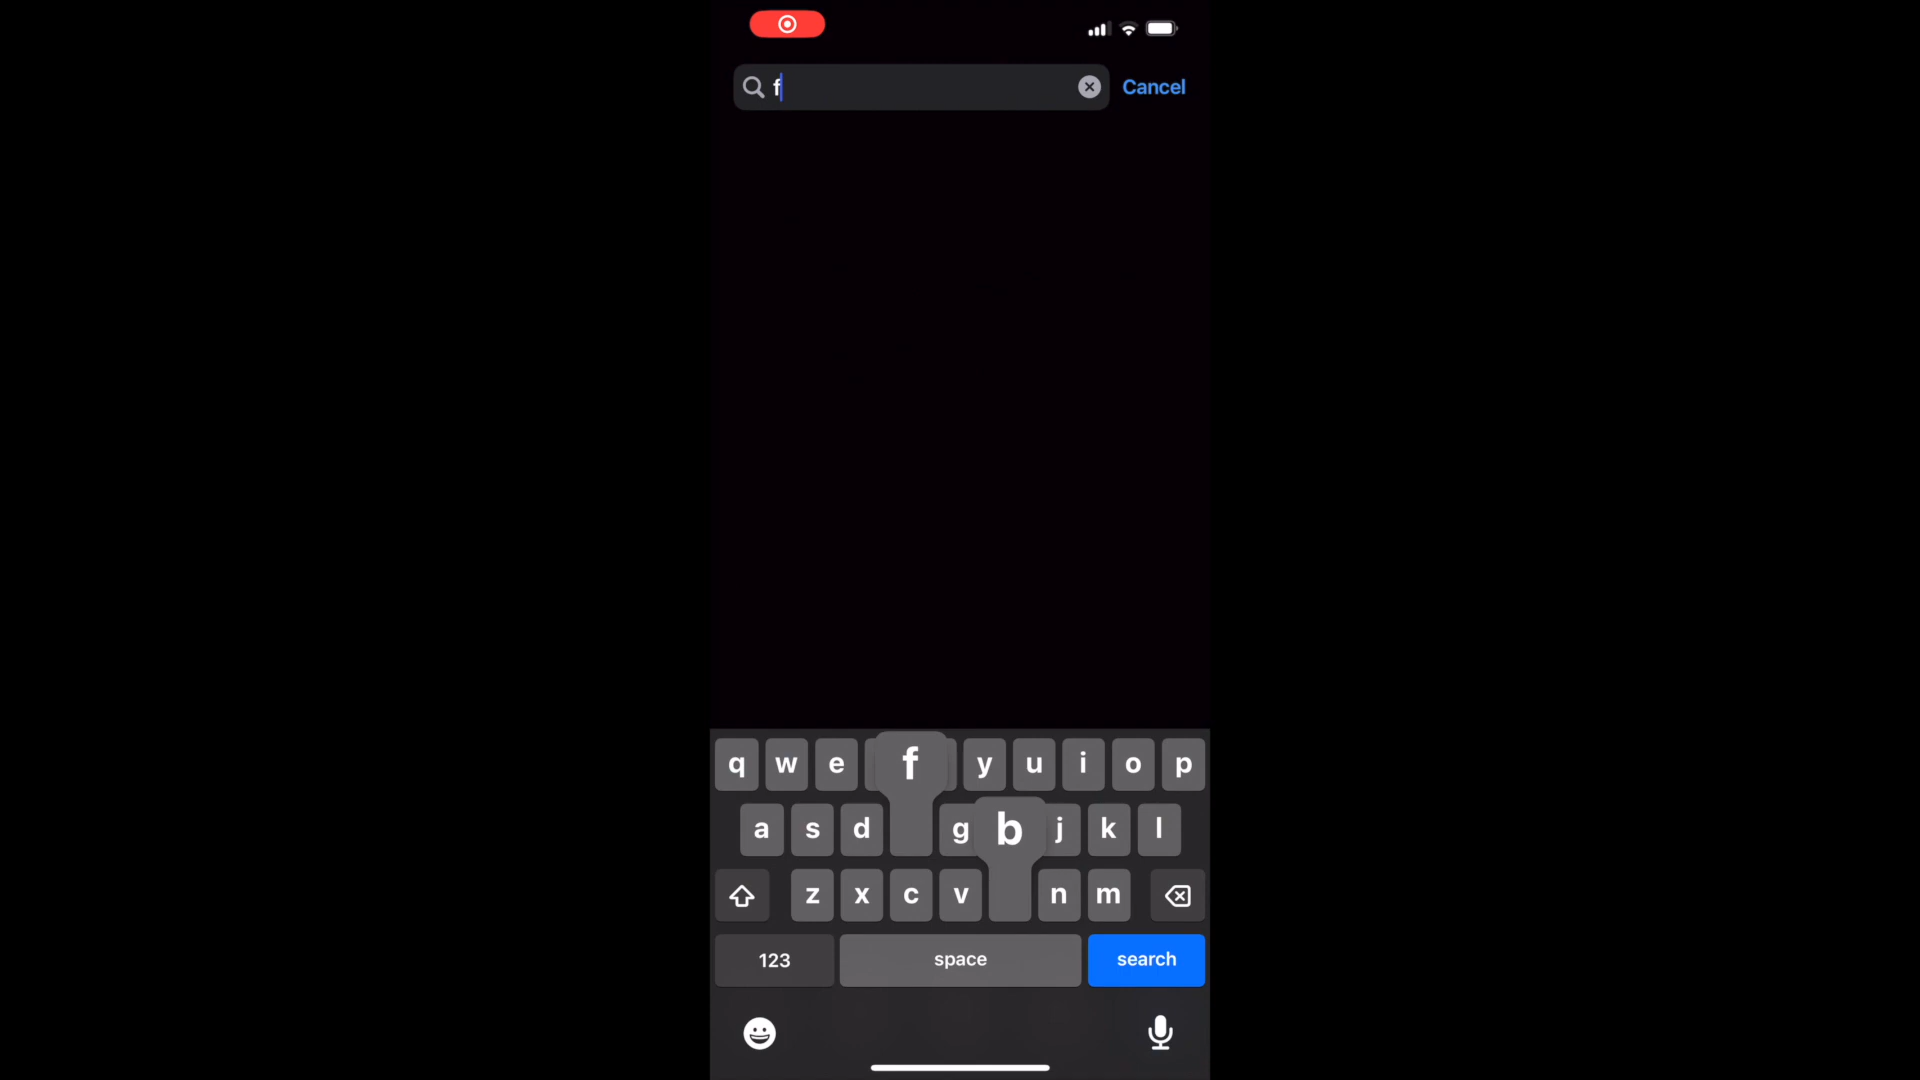 f
Cancel
q w e f y u i o p
a s d g b j k l
z x c v n m
123 space search